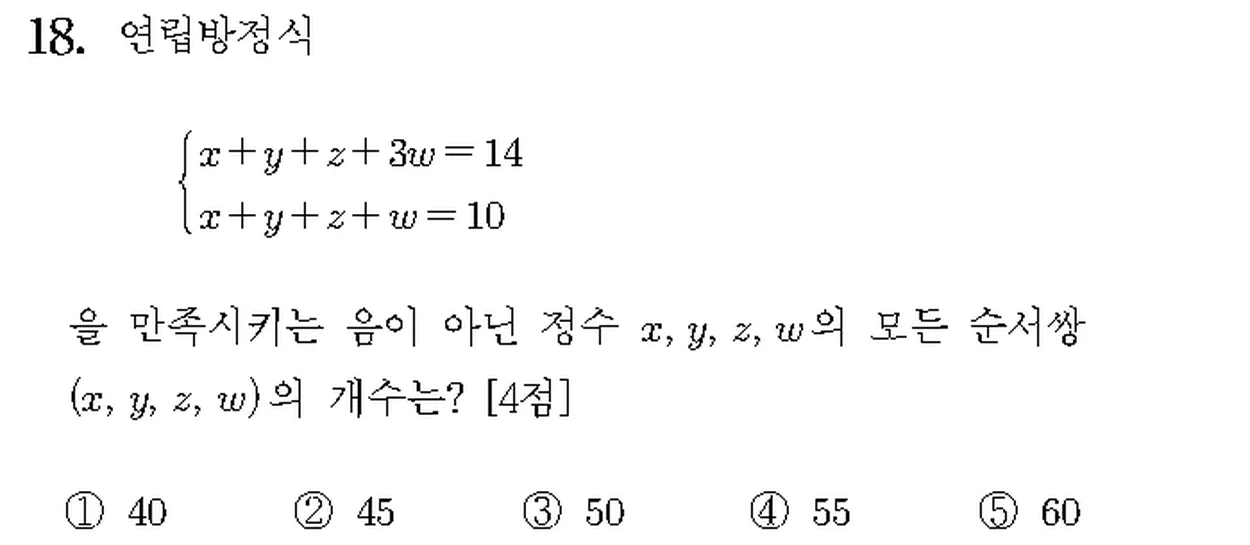 18. 연립방정식
x+y+z+3w=14
x+y+z+w=10
을 만족시키는 음이 아닌 정수 x, y, z, w의 모든 순서쌍
(x, y, z, w)의 개수는? [4점]
① 40 ② 45 ③ 50 ④ 55 ⑤ 60